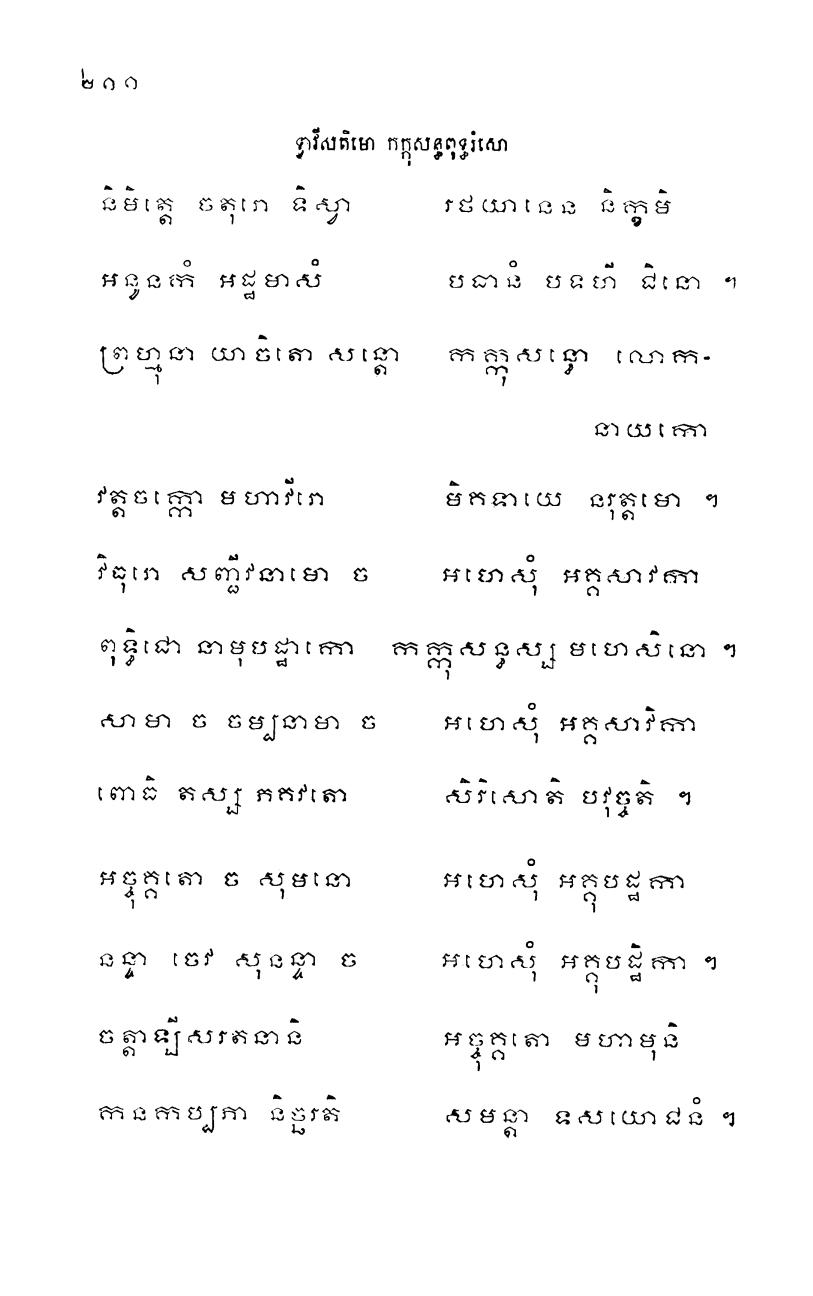 ២១១
ទ្វាវីសតិមោ កក្កុសន្ធពុទ្ធវំសោ
និមិត្តេ ចតុរោ ទិស្វា រថយានេន និក្ខមិ
អនូនកំ អដ្ឋមាសំ បធានំ បទហី ជិនោ ។
ព្រហ្មុនា យាចិតោ សន្តោ កក្កុសន្ធោ លោក-
នាយកោ
វត្តចក្កោ មហាវីរោ មិគទាយេ នរុត្តមោ ។
វិធុរោ សញ្ជីវនាមោ ច អហេសុំ អគ្គសាវកា
ពុទ្ធិជោ នាមុបដ្ឋាកោ កក្កុសន្ធស្ស មហេសិនោ ។
សាមា ច ចម្បនាមា ច អហេសុំ អគ្គសាវិកា
ពោធិ តស្ស ភគវតោ សិរិសោតិ បវុច្ចតិ ។
អច្ចុគ្គតោ ច សុមនោ អហេសុំ អគ្គុបដ្ឋកា
នន្ទា ចេវ សុនន្ទា ច អហេសុំ អគ្គុបដ្ឋិកា ។
ចត្តាឡីសរតនានិ អច្ចុគ្គតោ មហាមុនិ
កនកប្បភា និច្ឆរតិ សមន្តា ទសយោជនំ ។